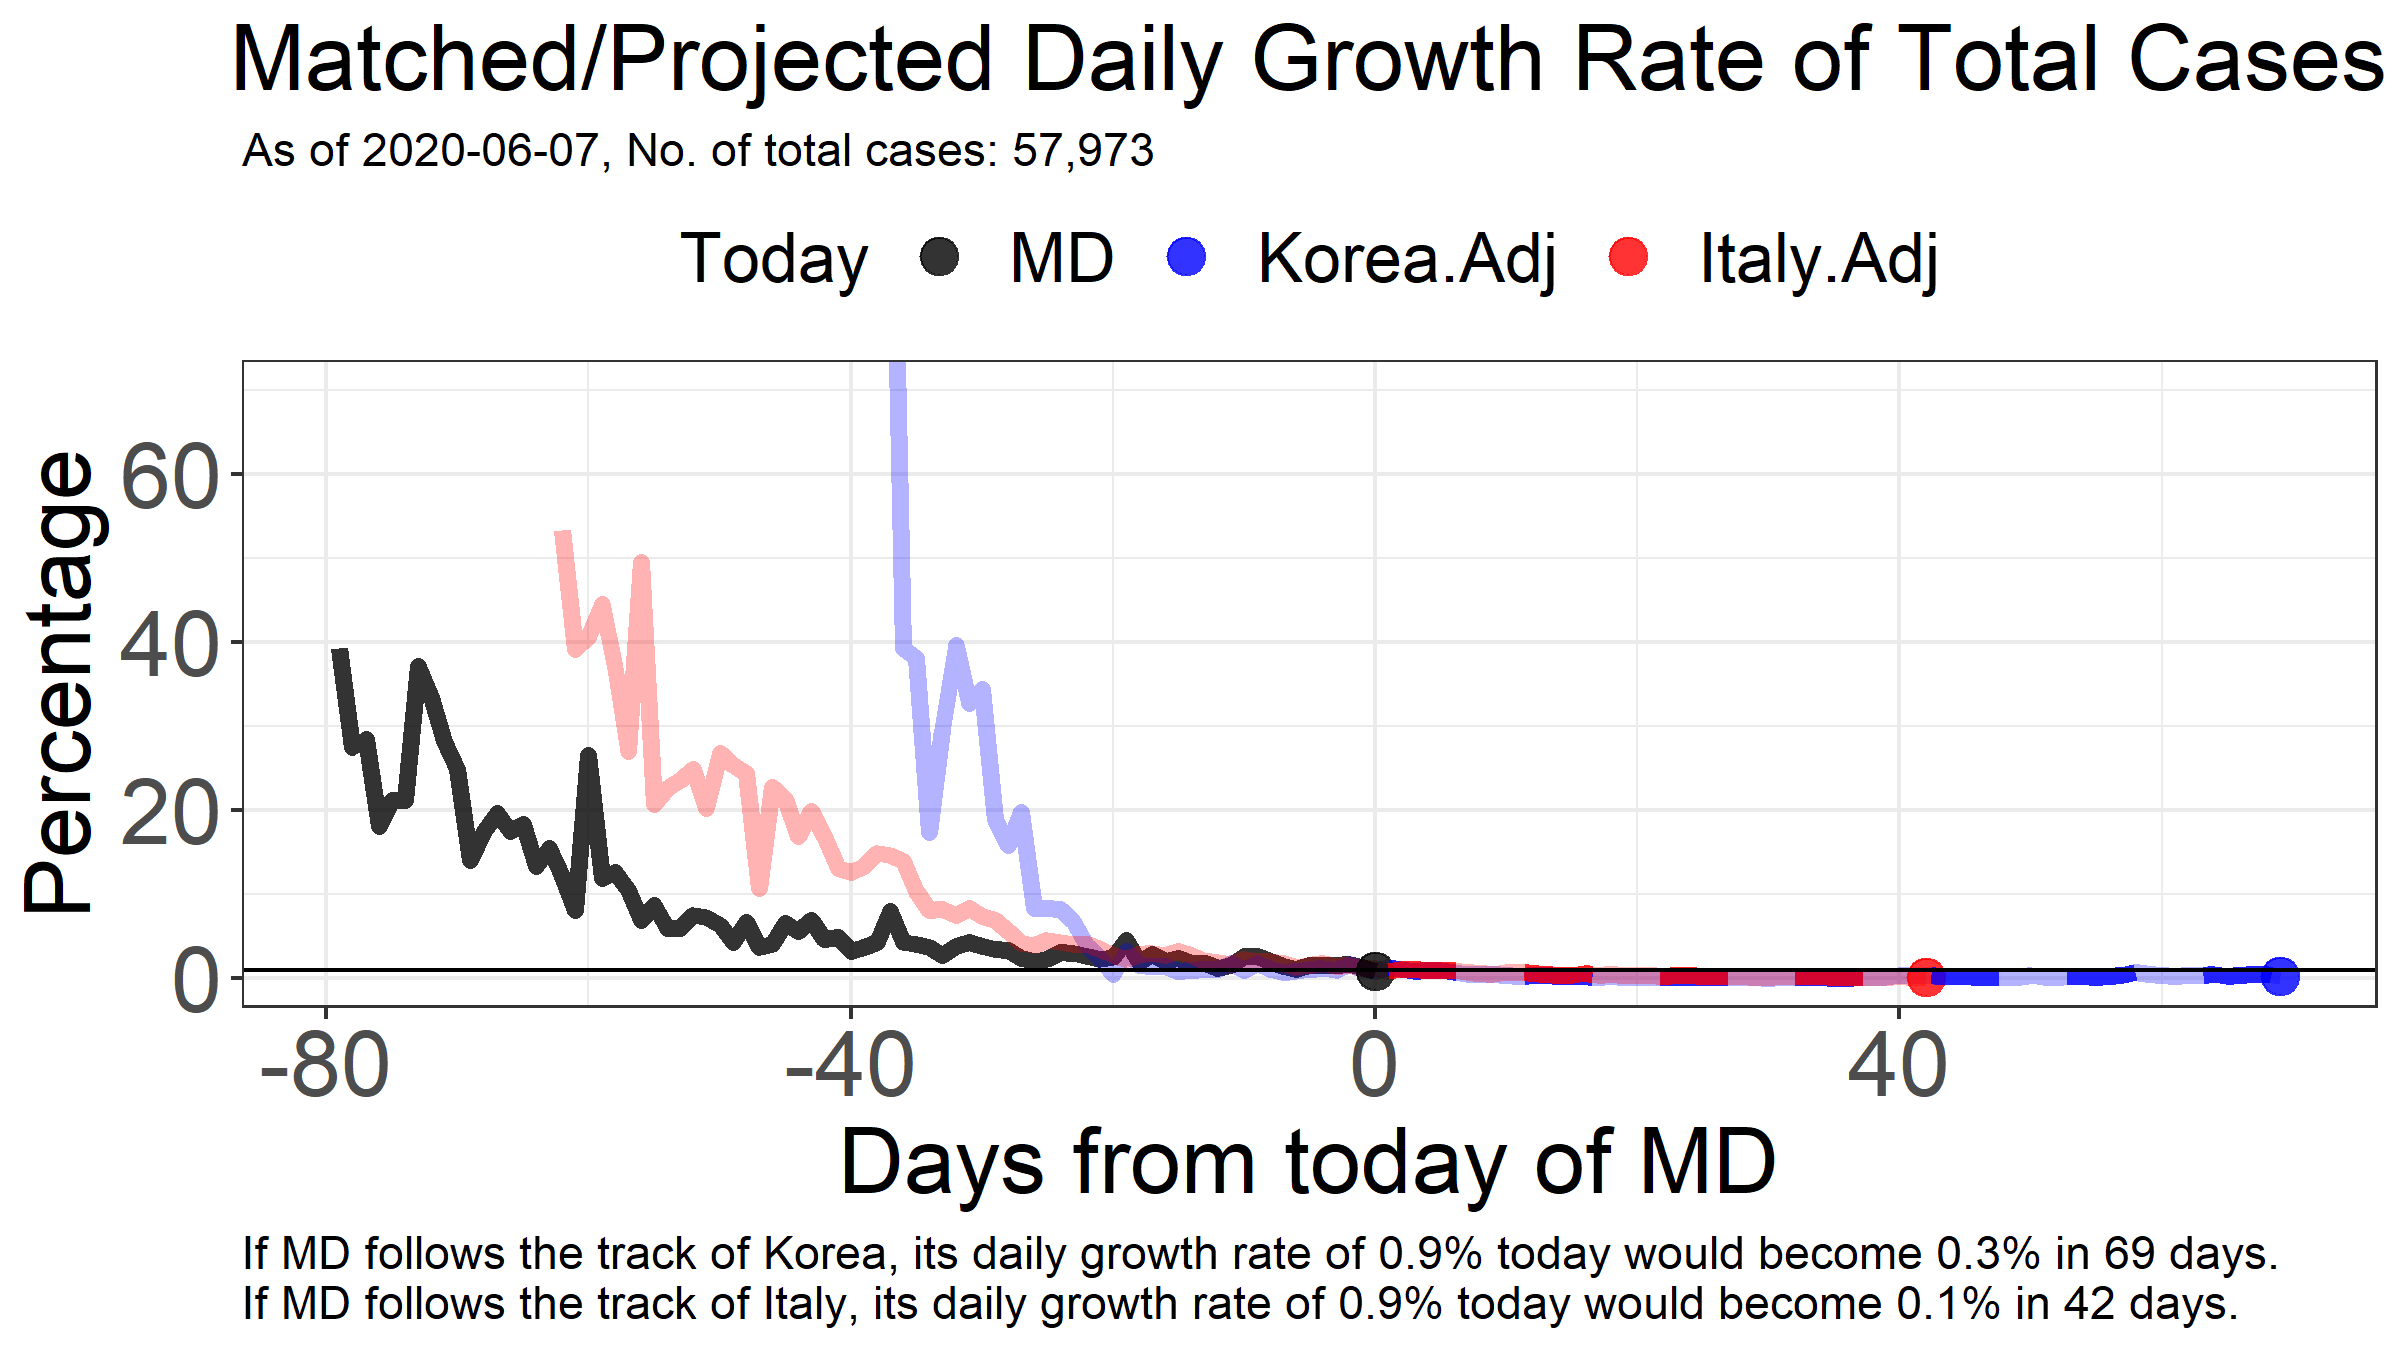 Matched/Projected Daily Growth Rate of Total Cases
As of 2020-06-07, No. of total cases: 57,973
Today MD Korea.Adj Italy.Adj
Percentage
60
40
20
0
-80 -40 0 40
Days from today of MD
If MD follows the track of Korea, its daily growth rate of 0.9% today would become 0.3% in 69 days.
If MD follows the track of Italy, its daily growth rate of 0.9% today would become 0.1% in 42 days.